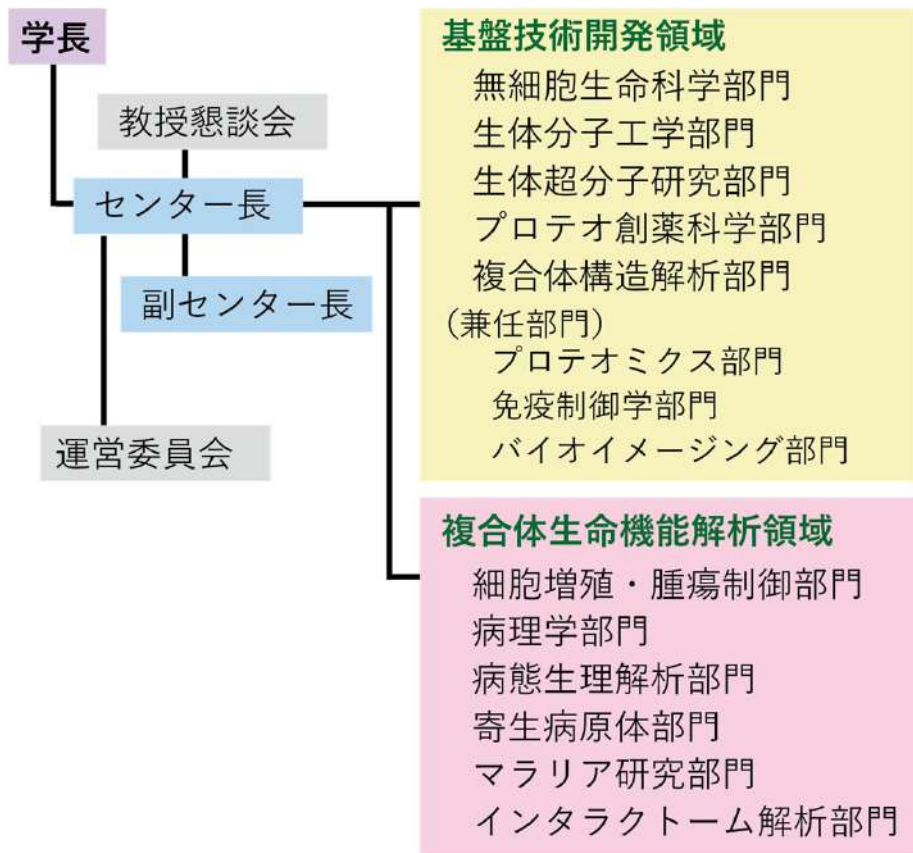 学長
教授懇談会
センター長
副センター長
運営委員会
基盤技術開発領域
無細胞生命科学部門
生体分子工学部門
生体超分子研究部門
プロテオ創薬科学部門
複合体構造解析部門
(兼任部門)
プロテオミクス部門
免疫制御学部門
バイオイメージング部門
複合体生命機能解析領域
細胞増殖・腫瘍制御部門
病理学部門
病態生理解析部門
寄生病原体部門
マラリア研究部門
インタラクトーム解析部門